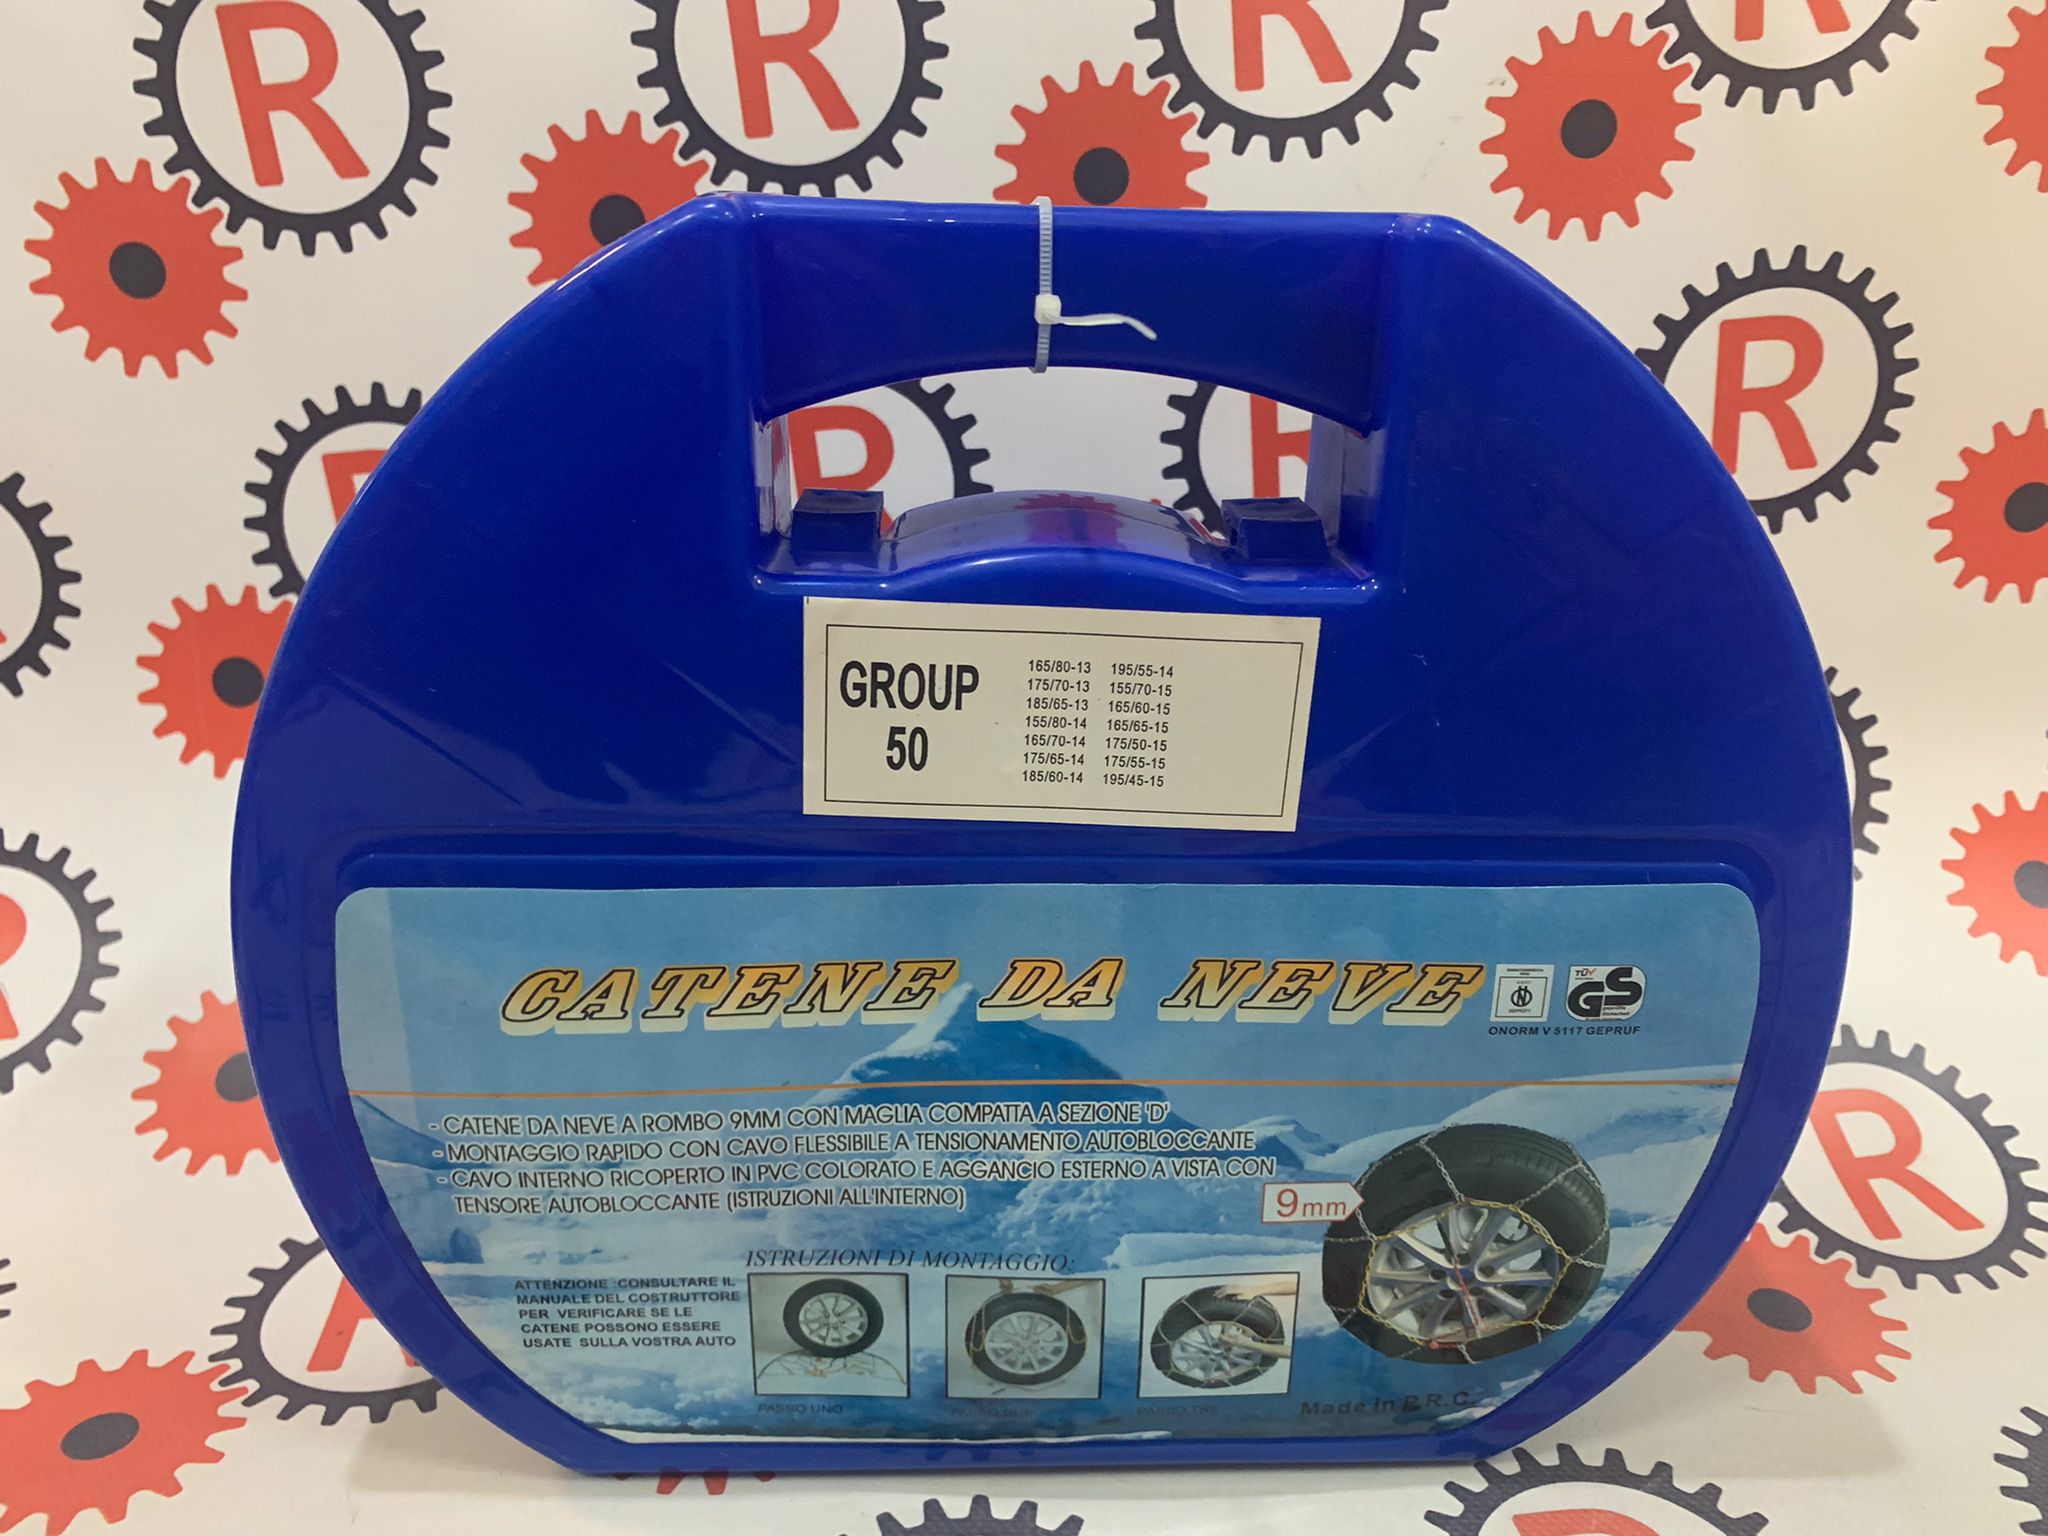 GROUP
50
165/80-13 195/55-14
175/70-13 155/70-15
185/65-13 165/60-15
155/80-14 165/65-15
165/70-14 175/50-15
175/65-14 175/55-15
185/60-14 195/45-15
CATENE DA NEVE
TÜV
GS
ONORM V 5117 GEPRUF
- CATENE DA NEVE A ROMBO 9MM CON MAGLIA COMPATTA A SEZIONE 'D'
- MONTAGGIO RAPIDO CON CAVO FLESSIBILE A TENSIONAMENTO AUTOBLOCCANTE
- CAVO INTERNO RICOPERTO IN PVC COLORATO E AGGANCIO ESTERNO A VISTA CON
TENSORE AUTOBLOCCANTE (ISTRUZIONI ALL'INTERNO)
9mm
ISTRUZIONI DI MONTAGGIO:
ATTENZIONE :CONSULTARE IL
MANUALE DEL COSTRUTTORE
PER VERIFICARE SE LE
CATENE POSSONO ESSERE
USATE SULLA VOSTRA AUTO
PASSO UNO
PASSO DUE
PASSO TRE
Made in P.R.C.